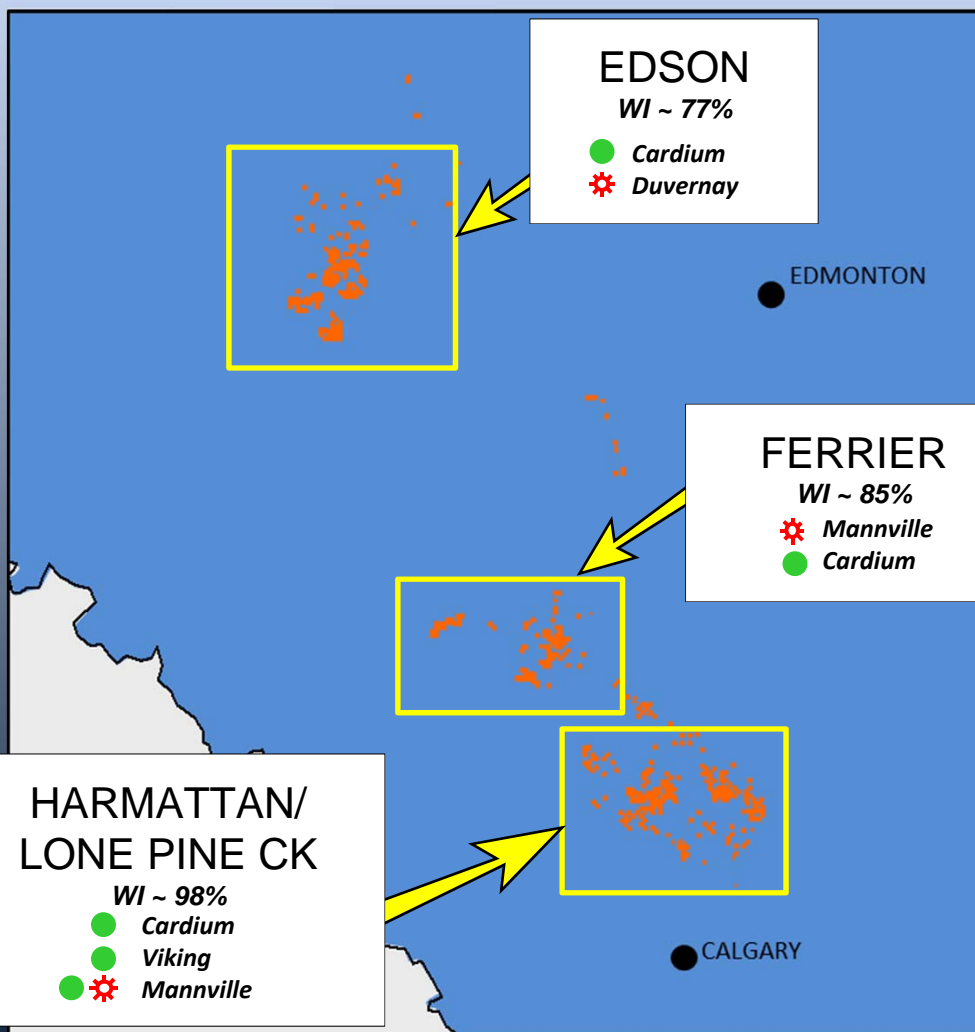 EDSON
WI ~ 77%
Cardium
Duvernay
EDMONTON
FERRIER
WI ~ 85%
Mannville
Cardium
HARMATTAN/
LONE PINE CK
WI ~ 98%
Cardium
Viking
Mannville
CALGARY